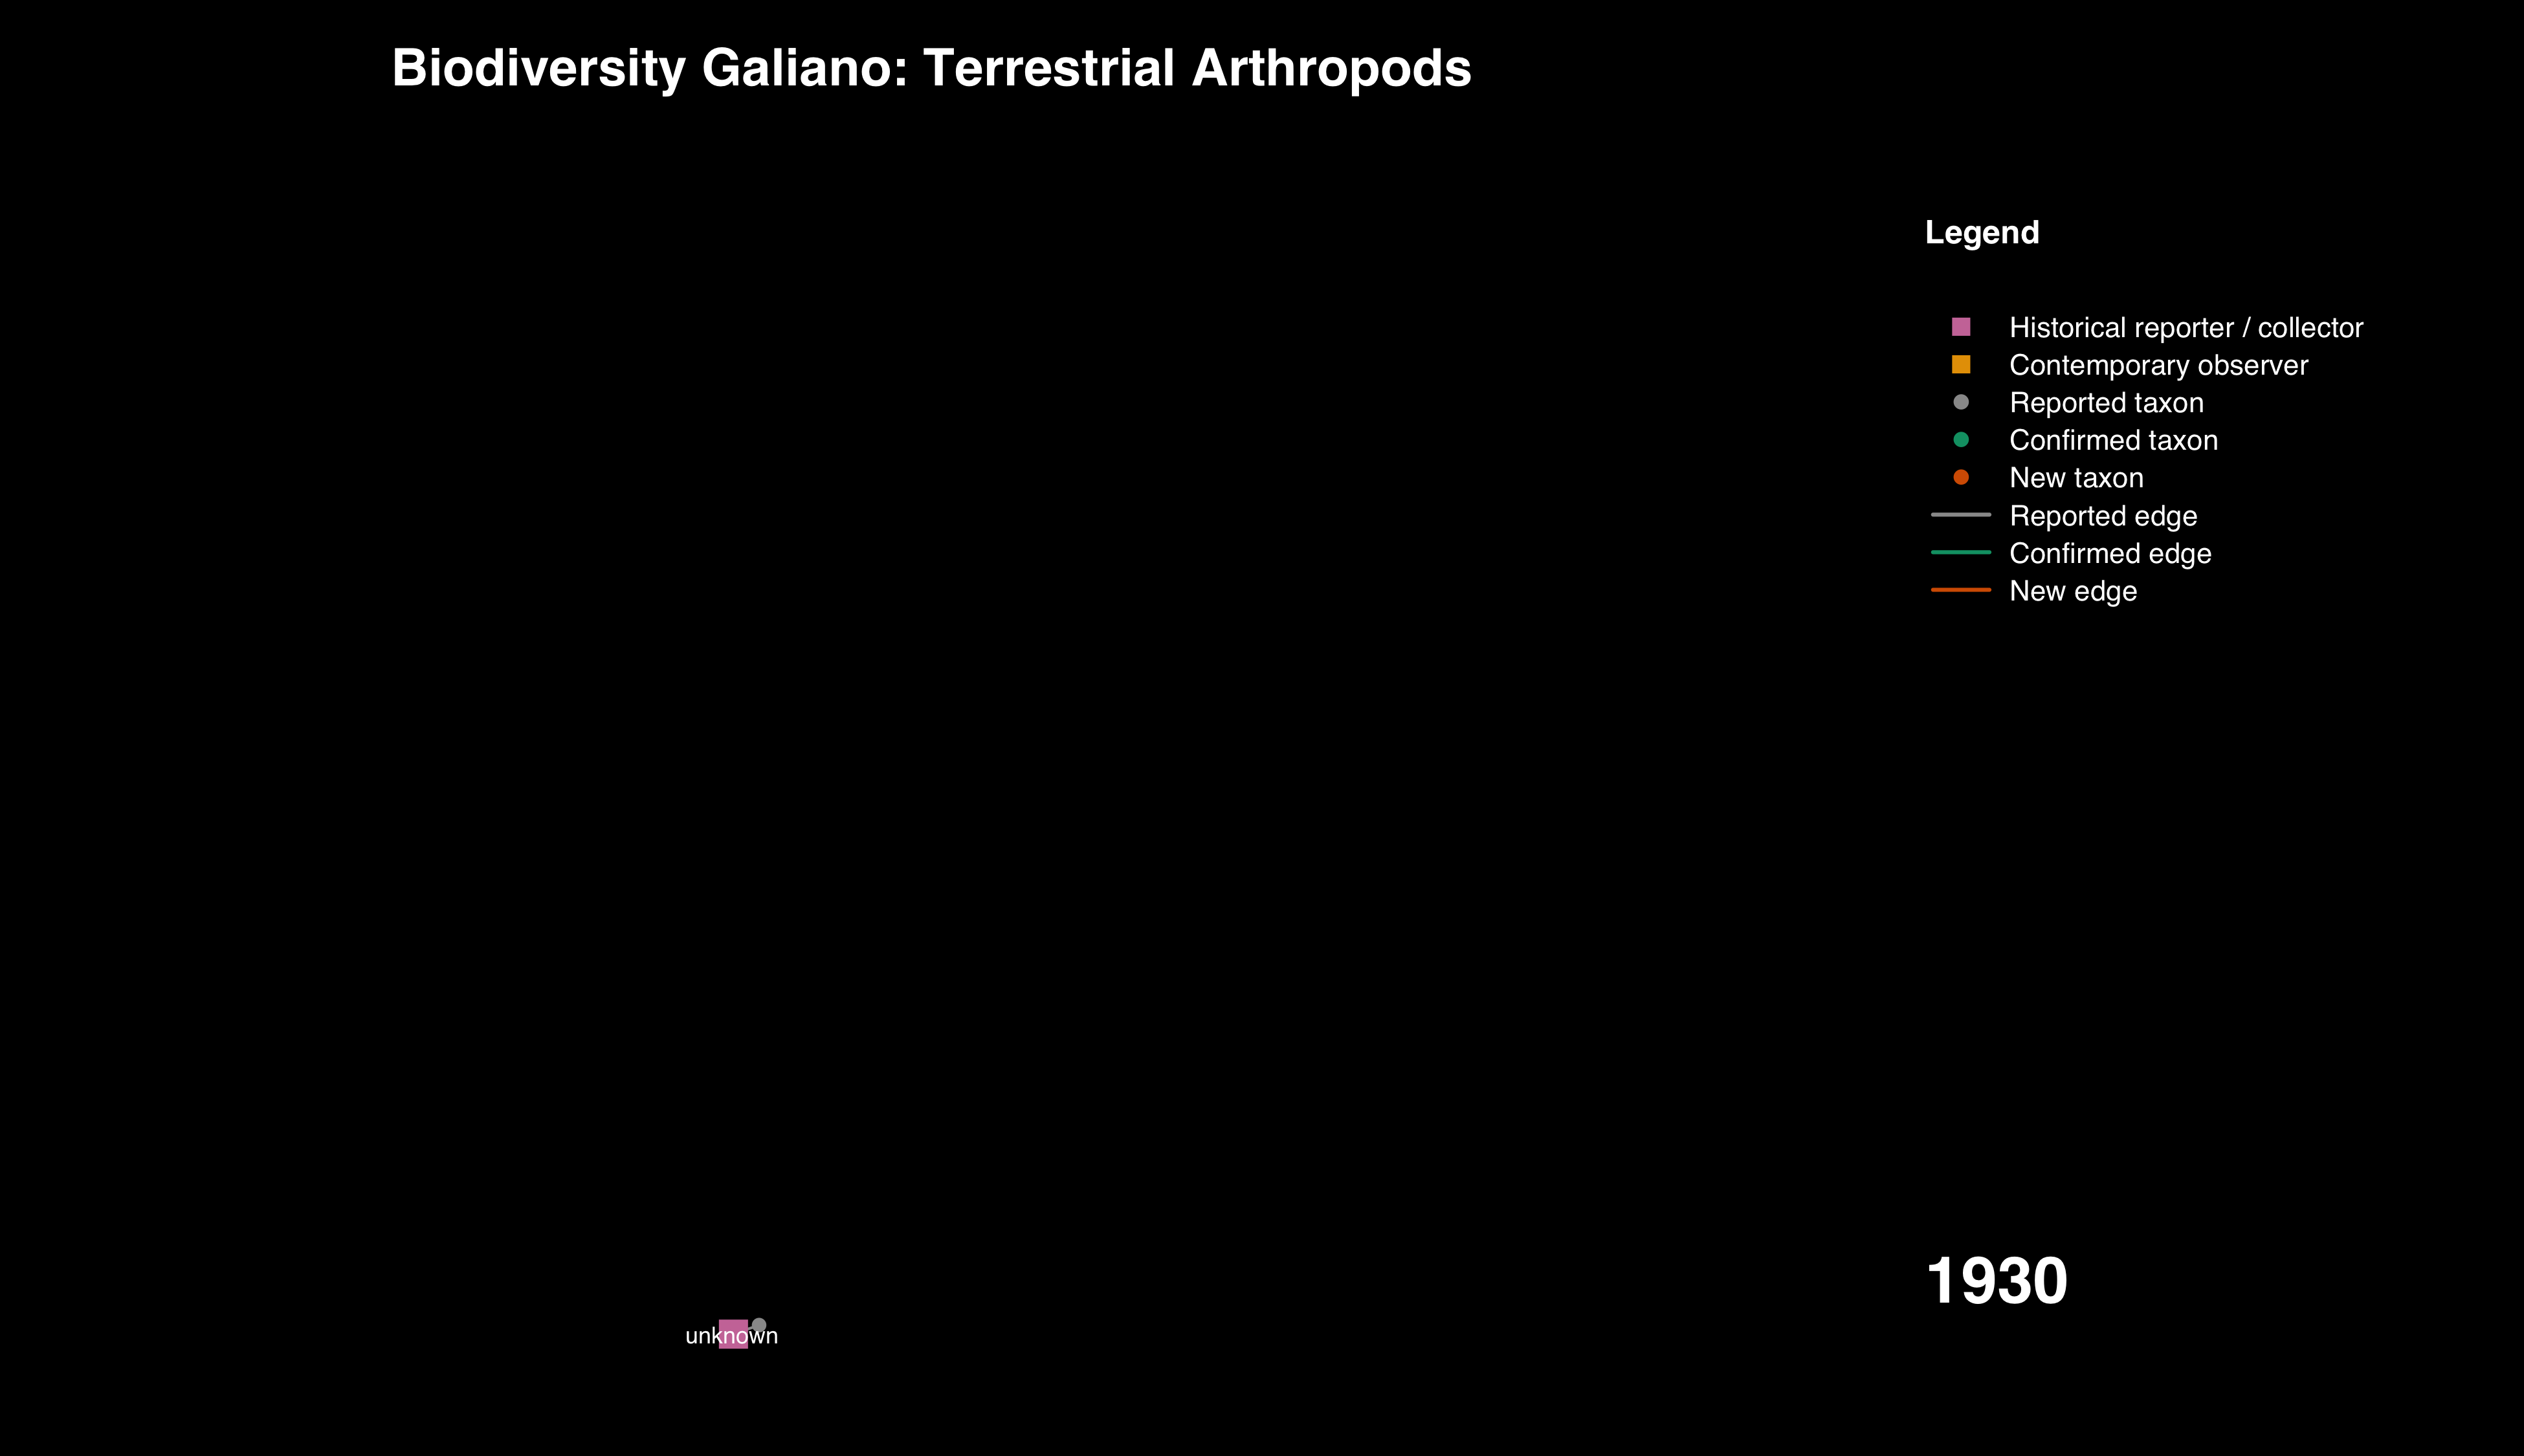 Biodiversity Galiano: Terrestrial Arthropods
Legend
Historical reporter / collector
Contemporary observer
Reported taxon
Confirmed taxon
New taxon
Reported edge
Confirmed edge
New edge
1930
unknown